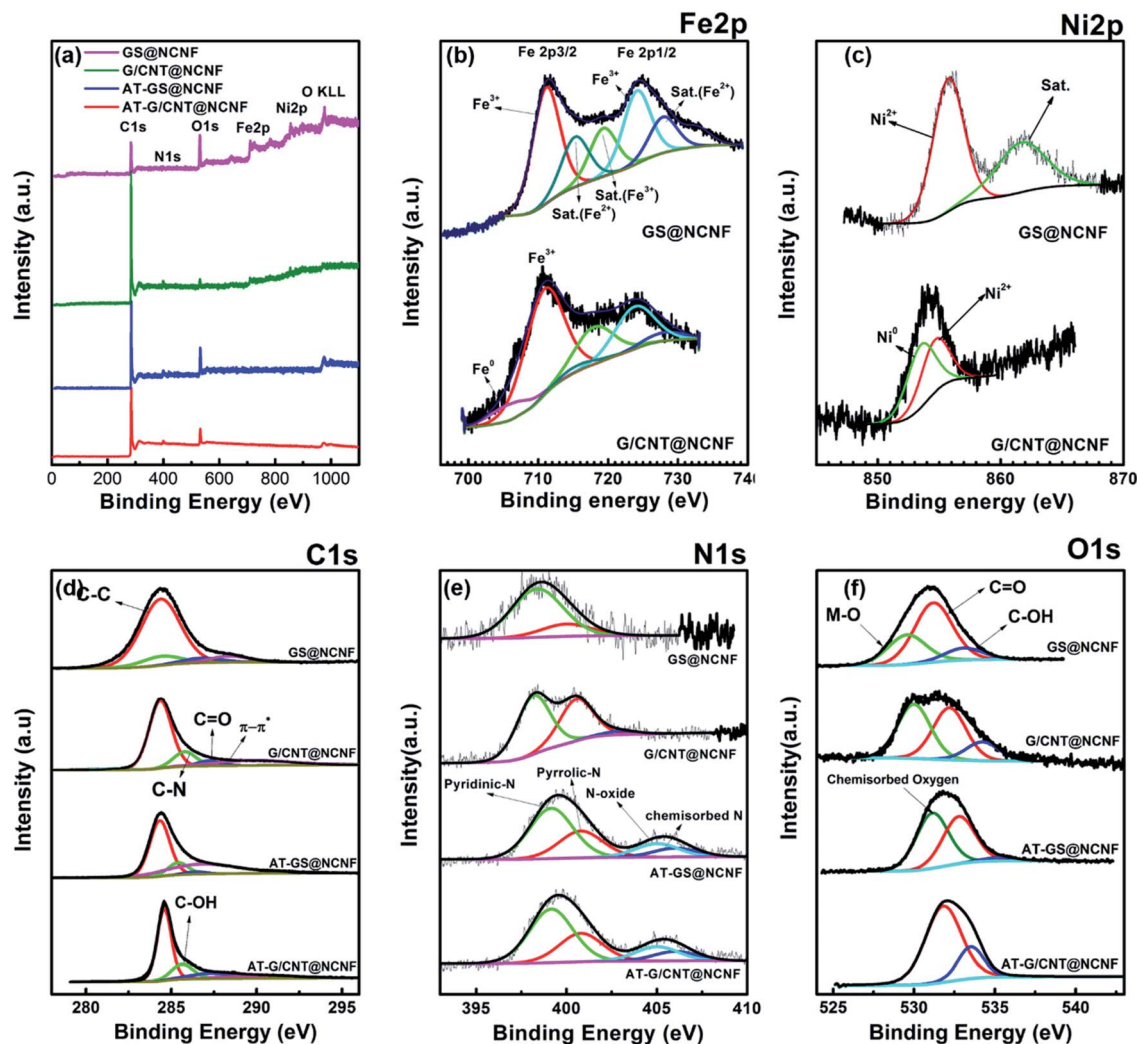 (a)
GS@NCNF
G/CNT@NCNF
AT-GS@NCNF
AT-G/CNT@NCNF
C1s
N1s
O1s
Fe2p
Ni2p
O KLL
Intensity (a.u.)
0 200 400 600 800 1000
Binding Energy (eV)
Fe2p
(b)
Fe 2p3/2 Fe 2p1/2
Fe³⁺
Fe³⁺
Sat.(Fe²⁺)
Sat.(Fe³⁺)
Sat.(Fe²⁺)
GS@NCNF
Fe³⁺
Fe⁰
G/CNT@NCNF
Intensity (a.u.)
700 710 720 730 740
Binding energy (eV)
Ni2p
(c)
Ni²⁺
Sat.
GS@NCNF
Ni⁰
Ni²⁺
G/CNT@NCNF
Intensity (a.u.)
850 860 870
Binding Energy (eV)
C1s
(d)
C-C
GS@NCNF
C=O
π–π*
G/CNT@NCNF
C-N
AT-GS@NCNF
C-OH
AT-G/CNT@NCNF
Intensity (a.u)
280 285 290 295
Binding Energy (eV)
N1s
(e)
GS@NCNF
G/CNT@NCNF
Pyridinic-N
Pyrrolic-N
N-oxide
chemisorbed N
AT-GS@NCNF
AT-G/CNT@NCNF
Intensity(a.u.)
395 400 405 410
Binding Energy (eV)
O1s
(f)
M-O
C=O
C-OH
GS@NCNF
G/CNT@NCNF
Chemisorbed Oxygen
AT-GS@NCNF
AT-G/CNT@NCNF
Intensity(a.u.)
525 530 535 540
Binding Energy (eV)